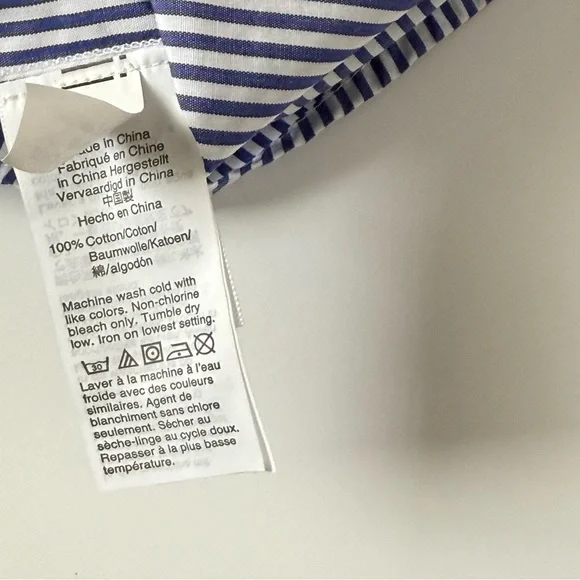 in China
Fabriqué en Chine
In China Hergestellt
Vervaardigd in China
中国製
Hecho en China
100% Cotton/Coton/
Baumwolle/Katoen/
綿/algodón
Machine wash cold with
like colors. Non-chlorine
bleach only. Tumble dry
low. Iron on lowest setting.
30
Laver à la machine à l'eau
froide avec des couleurs
similaires. Agent de
blanchiment sans chlore
seulement. Sécher au
sèche-linge au cycle doux.
Repasser à la plus basse
température.